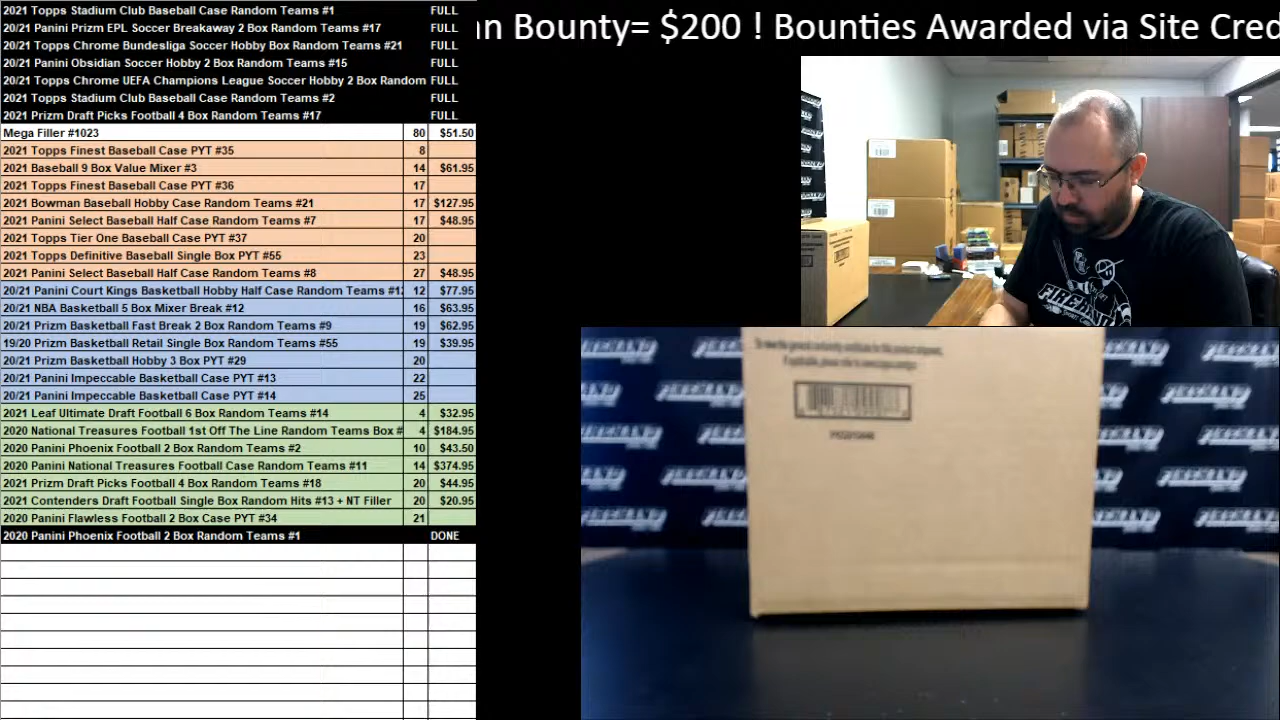 2021 Topps Stadium Club Baseball Case Random Teams #1 FULL
20/21 Panini Prizm EPL Soccer Breakaway 2 Box Random Teams #17 FULL
20/21 Topps Chrome Bundesliga Soccer Hobby Box Random Teams #21 FULL
20/21 Panini Obsidian Soccer Hobby 2 Box Random Teams #15 FULL
20/21 Topps Chrome UEFA Champions League Soccer Hobby 2 Box Random FULL
2021 Topps Stadium Club Baseball Case Random Teams #2 FULL
2021 Prizm Draft Picks Football 4 Box Random Teams #17 FULL
Mega Filler #1023 80 $51.50
2021 Topps Finest Baseball Case PYT #35 8
2021 Baseball 9 Box Value Mixer #3 14 $61.95
2021 Topps Finest Baseball Case PYT #36 17
2021 Bowman Baseball Hobby Case Random Teams #21 17 $127.95
2021 Panini Select Baseball Half Case Random Teams #7 17 $48.95
2021 Topps Tier One Baseball Case PYT #37 20
2021 Topps Definitive Baseball Single Box PYT #55 23
2021 Panini Select Baseball Half Case Random Teams #8 27 $48.95
20/21 Panini Court Kings Basketball Hobby Half Case Random Teams #1 12 $77.95
20/21 NBA Basketball 5 Box Mixer Break #12 16 $63.95
20/21 Prizm Basketball Fast Break 2 Box Random Teams #9 19 $62.95
19/20 Prizm Basketball Retail Single Box Random Teams #55 19 $39.95
20/21 Prizm Basketball Hobby 3 Box PYT #29 20
20/21 Panini Impeccable Basketball Case PYT #13 22
20/21 Panini Impeccable Basketball Case PYT #14 25
2021 Leaf Ultimate Draft Football 6 Box Random Teams #14 4 $32.95
2020 National Treasures Football 1st Off The Line Random Teams Box # 4 $184.95
2020 Panini Phoenix Football 2 Box Random Teams #2 10 $43.50
2020 Panini National Treasures Football Case Random Teams #11 14 $374.95
2021 Prizm Draft Picks Football 4 Box Random Teams #18 20 $44.95
2021 Contenders Draft Football Single Box Random Hits #13 + NT Filler 20 $20.95
2020 Panini Flawless Football 2 Box Case PYT #34 21
2020 Panini Phoenix Football 2 Box Random Teams #1 DONE
n Bounty= $200 ! Bounties Awarded via Site Cred